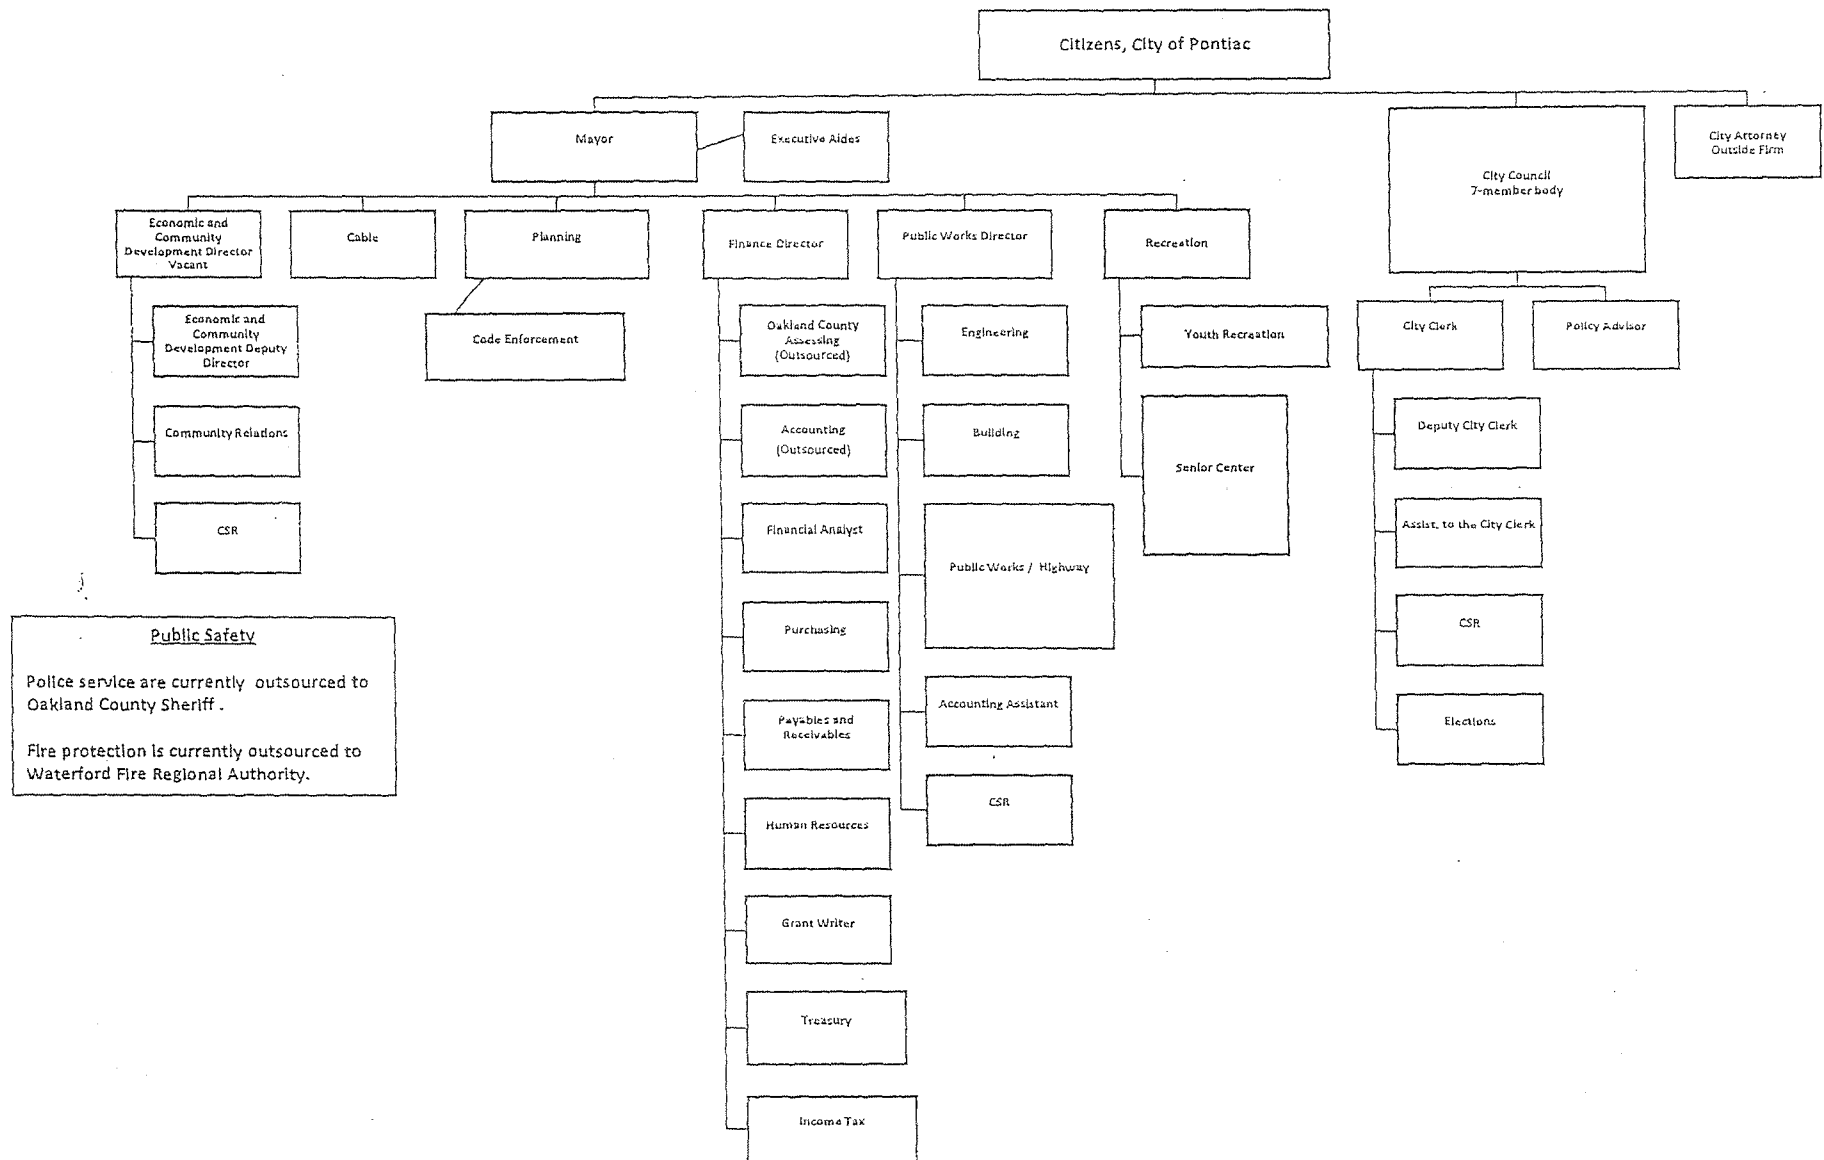 Citizens, City of Pontiac
Mayor
Executive Aides
City Council
7-member body
City Attorney
Outside Firm
Economic and
Community
Development Director
Vacant
Cable
Planning
Finance Director
Public Works Director
Recreation
Economic and
Community
Development Deputy
Director
Community Relations
CSR
Code Enforcement
Oakland County
Assessing
(Outsourced)
Accounting
(Outsourced)
Financial Analyst
Purchasing
Payables and
Receivables
Human Resources
Grant Writer
Treasury
Income Tax
Engineering
Building
Public Works / Highway
Accounting Assistant
CSR
Youth Recreation
Senior Center
City Clerk
Policy Advisor
Deputy City Clerk
Assist. to the City Clerk
CSR
Elections
Public Safety
Police service are currently outsourced to
Oakland County Sheriff .
Fire protection is currently outsourced to
Waterford Fire Regional Authority.